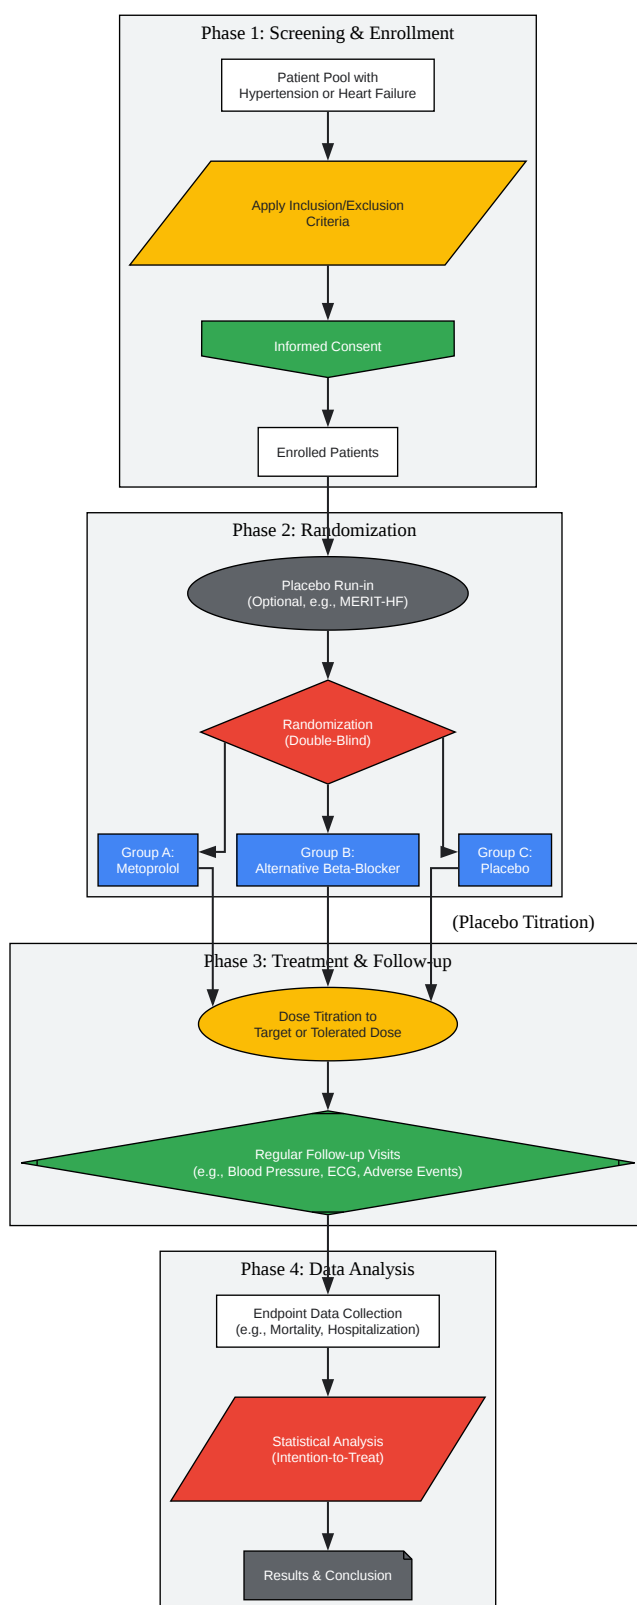 Phase 1: Screening & Enrollment
Patient Pool with
Hypertension or Heart Failure
Apply Inclusion/Exclusion
Criteria
Informed Consent
Enrolled Patients
Phase 2: Randomization
Placebo Run-in
(Optional, e.g., MERIT-HF)
Randomization
(Double-Blind)
Group A:
Metoprolol
Group B:
Alternative Beta-Blocker
Group C:
Placebo
(Placebo Titration)
Phase 3: Treatment & Follow-up
Dose Titration to
Target or Tolerated Dose
Regular Follow-up Visits
(e.g., Blood Pressure, ECG, Adverse Events)
Phase 4: Data Analysis
Endpoint Data Collection
(e.g., Mortality, Hospitalization)
Statistical Analysis
(Intention-to-Treat)
Results & Conclusion